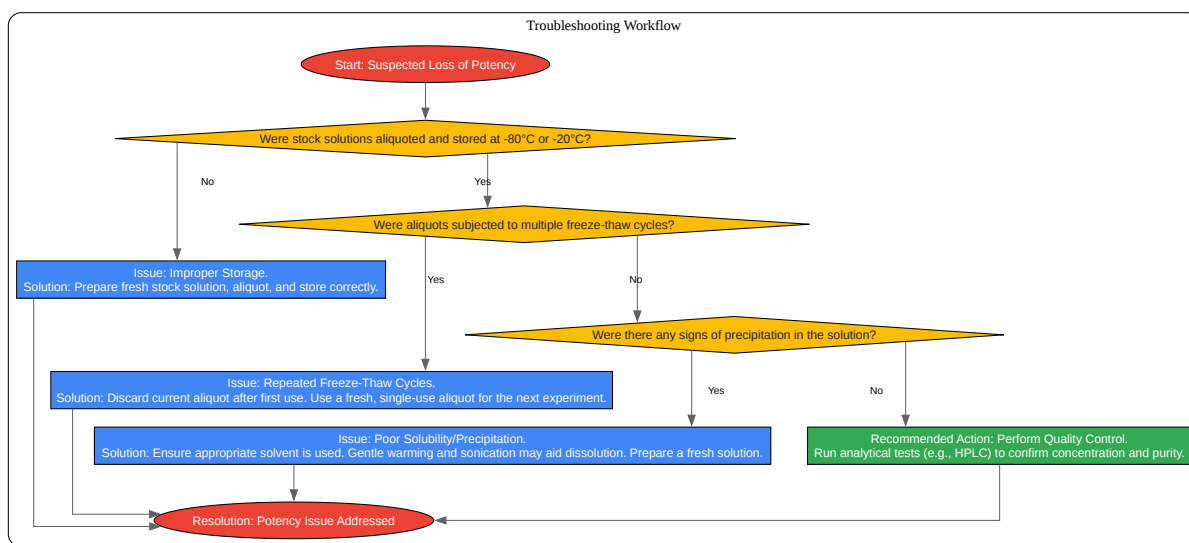 Troubleshooting Workflow
Start: Suspected Loss of Potency
Were stock solutions aliquoted and stored at -80°C or -20°C?
No
Yes
Were aliquots subjected to multiple freeze-thaw cycles?
Issue: Improper Storage.
Solution: Prepare fresh stock solution, aliquot, and store correctly.
Yes
No
Were there any signs of precipitation in the solution?
Issue: Repeated Freeze-Thaw Cycles.
Solution: Discard current aliquot after first use. Use a fresh, single-use aliquot for the next experiment.
Yes
No
Issue: Poor Solubility/Precipitation.
Solution: Ensure appropriate solvent is used. Gentle warming and sonication may aid dissolution. Prepare a fresh solution.
Recommended Action: Perform Quality Control.
Run analytical tests (e.g., HPLC) to confirm concentration and purity.
Resolution: Potency Issue Addressed